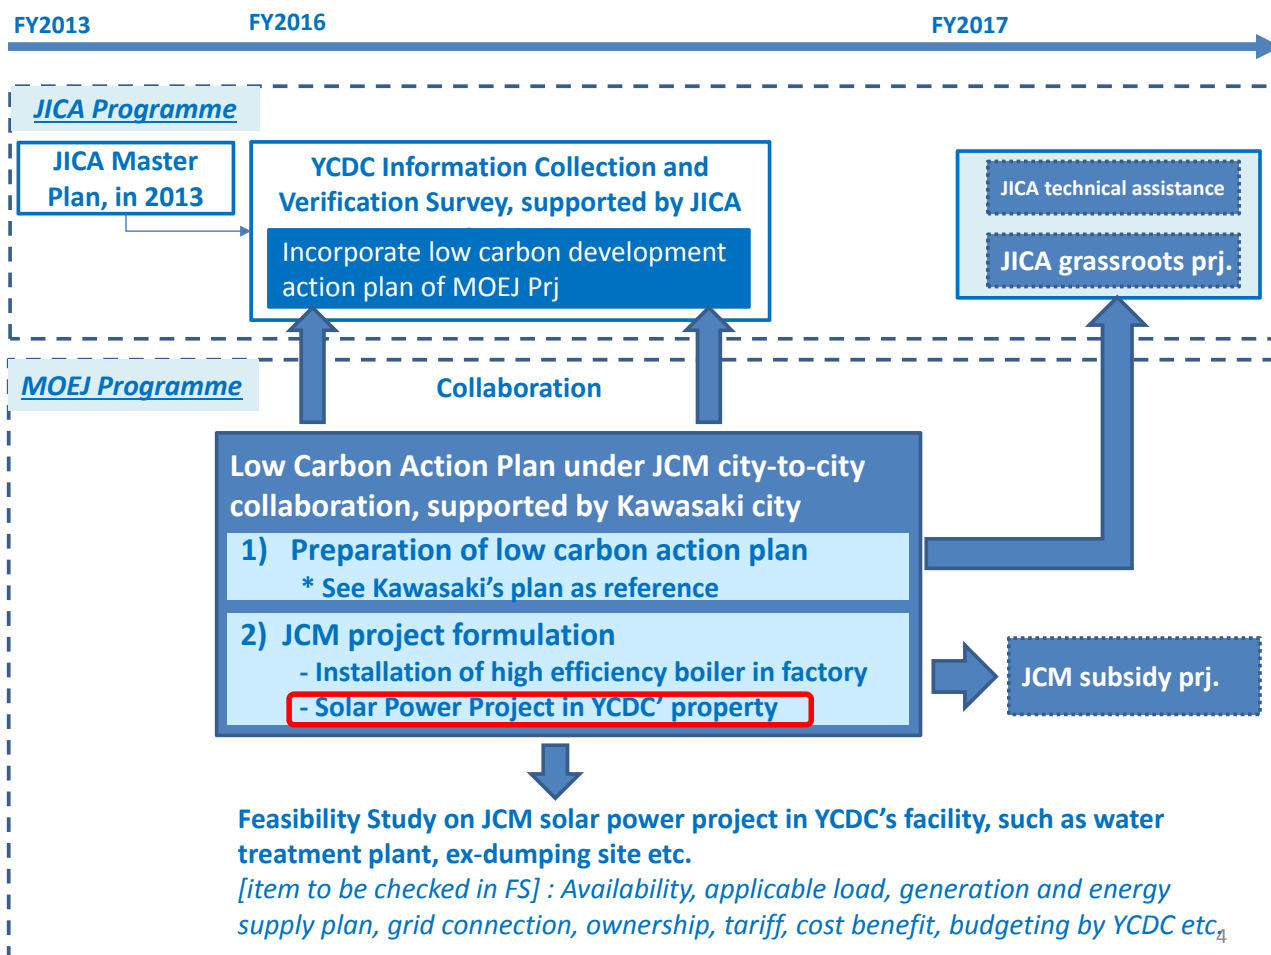 FY2013
FY2016
FY2017
JICA Programme
JICA Master
Plan, in 2013
YCDC Information Collection and
Verification Survey, supported by JICA
Incorporate low carbon development
action plan of MOEJ Prj
JICA technical assistance
JICA grassroots prj.
MOEJ Programme
Collaboration
Low Carbon Action Plan under JCM city-to-city
collaboration, supported by Kawasaki city
1) Preparation of low carbon action plan
* See Kawasaki's plan as reference
2) JCM project formulation
- Installation of high efficiency boiler in factory
- Solar Power Project in YCDC' property
JCM subsidy prj.
Feasibility Study on JCM solar power project in YCDC's facility, such as water
treatment plant, ex-dumping site etc.
[item to be checked in FS] : Availability, applicable load, generation and energy
supply plan, grid connection, ownership, tariff, cost benefit, budgeting by YCDC etc,
4